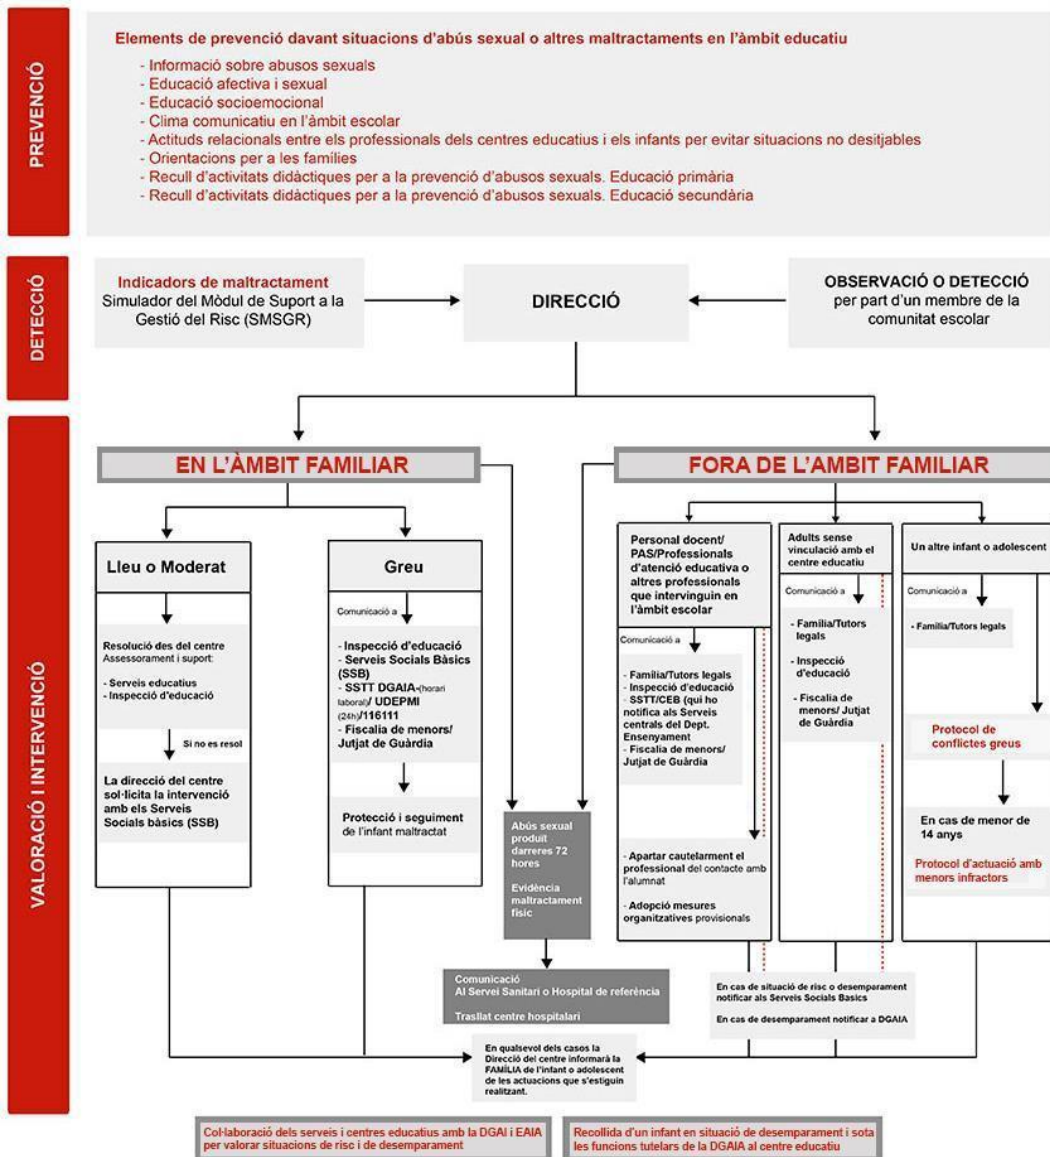 PREVENCIÓ
Elements de prevenció davant situacions d'abús sexual o altres maltractaments en l'àmbit educatiu
- Informació sobre abusos sexuals
- Educació afectiva i sexual
- Educació socioemocional
- Clima comunicatiu en l'àmbit escolar
- Actituds relacionals entre els professionals dels centres educatius i els infants per evitar situacions no desitjables
- Orientacions per a les famílies
- Recull d'activitats didàctiques per a la prevenció d'abusos sexuals. Educació primària
- Recull d'activitats didàctiques per a la prevenció d'abusos sexuals. Educació secundària
DETECCIÓ
Indicadors de maltractament
Simulador del Mòdul de Suport a la
Gestió del Risc (SMSGR)
DIRECCIÓ
OBSERVACIÓ O DETECCIÓ
per part d'un membre de la
comunitat escolar
VALORACIÓ I INTERVENCIÓ
EN L'ÀMBIT FAMILIAR
FORA DE L'AMBIT FAMILIAR
Lleu o Moderat
Resolució des del centre
Assessorament i suport:
- Serveis educatius
- Inspecció d'educació
Si no es resol
La direcció del centre
sol·licita la intervenció
amb els Serveis
Socials bàsics (SSB)
Greu
Comunicació a
- Inspecció d'educació
- Serveis Socials Bàsics
(SSB)
- SSTT DGAIA-(horari
laboral)/ UDEPMI
(24h)/116111
- Fiscalia de menors/
Jutjat de Guàrdia
Protecció i seguiment
de l'infant maltractat
Abús sexual
produït
darreres 72
hores
Evidència
maltractament
físic
Comunicació
Al Servei Sanitari o Hospital de referència
Trasllat centre hospitalari
Personal docent/
PAS/Professionals
d'atenció educativa o
altres professionals
que intervinguin en
l'àmbit escolar
Comunicació a
- Família/Tutors legals
- Inspecció d'educació
- SSTT/CEB (qui ho
notifica als Serveis
centrals del Dept.
Ensenyament
- Fiscalia de menors/
Jutjat de Guàrdia
- Apartar cautelarment el
professional del contacte amb
l'alumnat
- Adopció mesures
organitzatives provisionals
Adults sense
vinculació amb el
centre educatiu
Comunicació a
- Família/Tutors
legals
- Inspecció
d'educació
- Fiscalia de
menors/ Jutjat
de Guàrdia
Un altre infant o adolescent
Comunicació a
- Família/Tutors legals
Protocol de
conflictes greus
En cas de menor de
14 anys
Protocol d'actuació amb
menors infractors
En cas de situació de risc o desemparament
notificar als Serveis Socials Basics
En cas de desemparament notificar a DGAIA
En qualsevol dels casos la
Direcció del centre informarà la
FAMÍLIA de l'infant o adolescent
de les actuacions que s'estiguin
realitzant.
Col·laboració dels serveis i centres educatius amb la DGAI i EAIA
per valorar situacions de risc i de desemparament
Recollida d'un infant en situació de desemparament i sota
les funcions tutelars de la DGAIA al centre educatiu